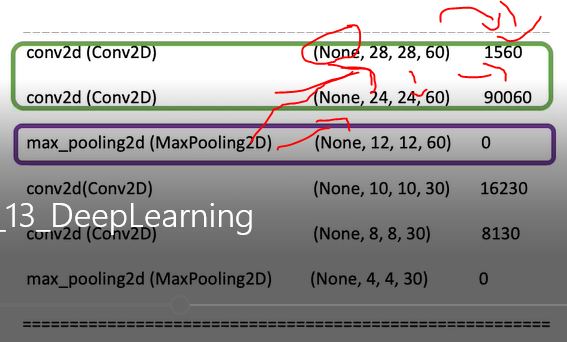 conv2d (Conv2D) (None, 28, 28, 60) 1560
conv2d (Conv2D) (None, 24, 24, 60) 90060
max_pooling2d (MaxPooling2D) (None, 12, 12, 60) 0
conv2d(Conv2D) (None, 10, 10, 30) 16230
_13_DeepLearning
conv2d (Conv2D) (None, 8, 8, 30) 8130
max_pooling2d (MaxPooling2D) (None, 4, 4, 30) 0